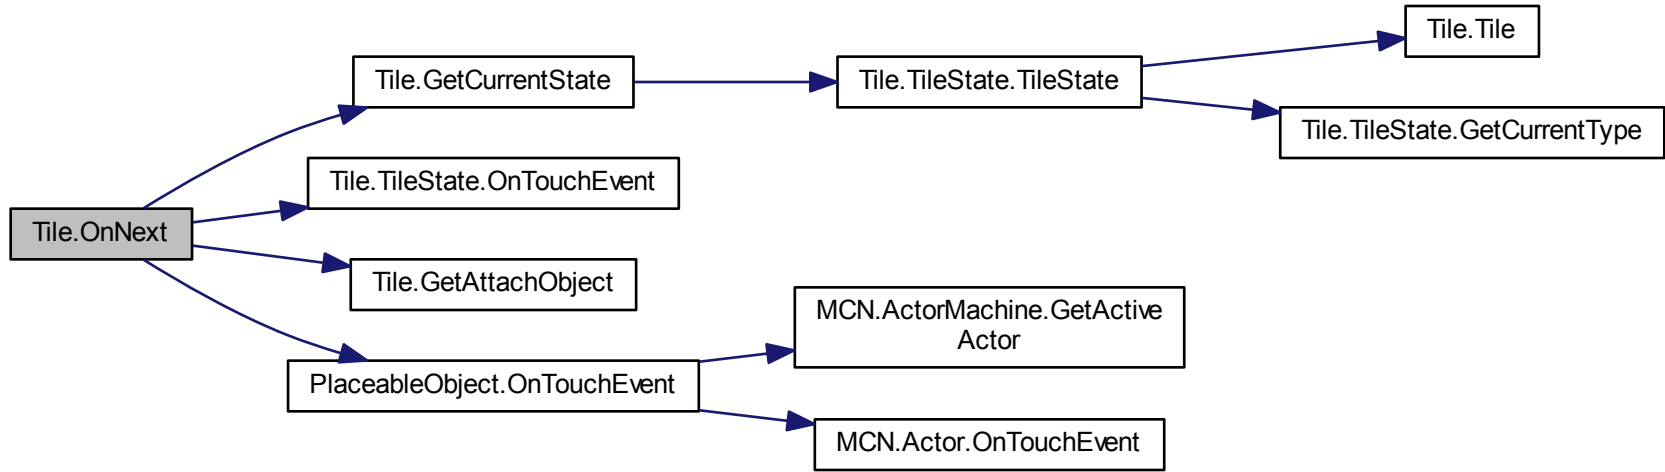 Tile.Tile
Tile.GetCurrentState
Tile.TileState.TileState
Tile.TileState.GetCurrentType
Tile.TileState.OnTouchEvent
Tile.OnNext
Tile.GetAttachObject
MCN.ActorMachine.GetActive
Actor
PlaceableObject.OnTouchEvent
MCN.Actor.OnTouchEvent